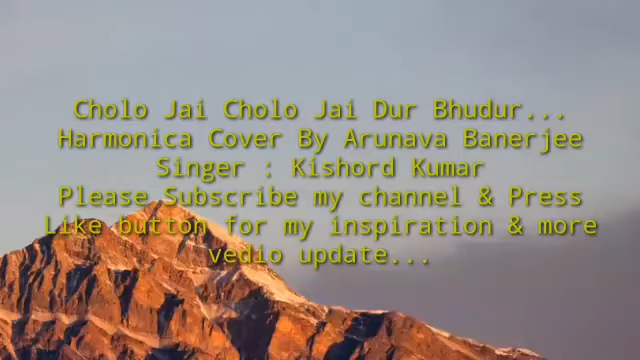 Cholo Jai Cholo Jai Dur Bhudur...
Harmonica Cover By Arunava Banerjee
Singer : Kishord Kumar
Please Subscribe my channel & Press
Like button for my inspiration & more
vedio update...